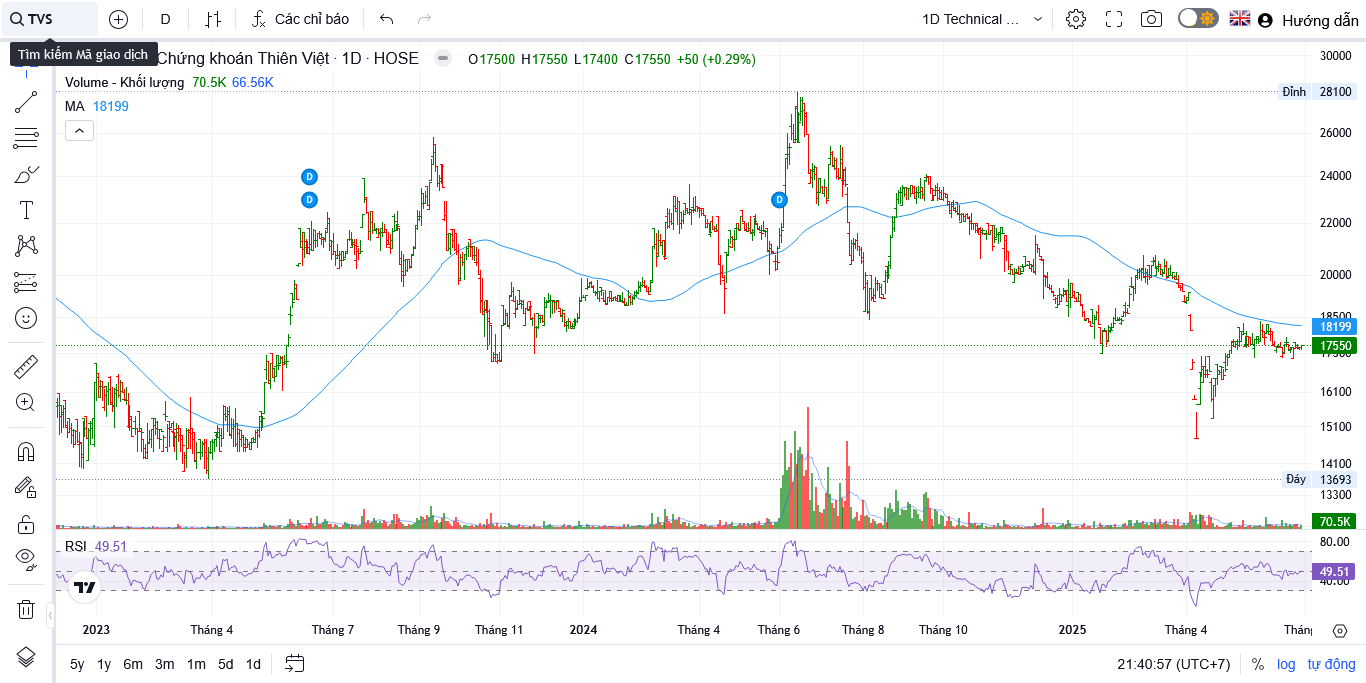 TVS
D
Các chỉ báo
1D Technical ...
Hướng dẫn
Tìm kiếm Mã giao dịch
Chứng khoán Thiên Việt · 1D · HOSE
O17500 H17550 L17400 C17550 +50 (+0.29%)
Volume - Khối lượng 70.5K 66.56K
MA 18199
30000
Đỉnh 28100
26000
24000
22000
20000
18500
18199
17550
17300
16100
15100
14100
Đáy 13693
13300
70.5K
D
D
D
RSI 49.51
80.00
49.51
40.00
2023 Tháng 4 Tháng 7 Tháng 9 Tháng 11 2024 Tháng 4 Tháng 6 Tháng 8 Tháng 10 2025 Tháng 4 Thán
5y 1y 6m 3m 1m 5d 1d
21:40:57 (UTC+7) % log tự động